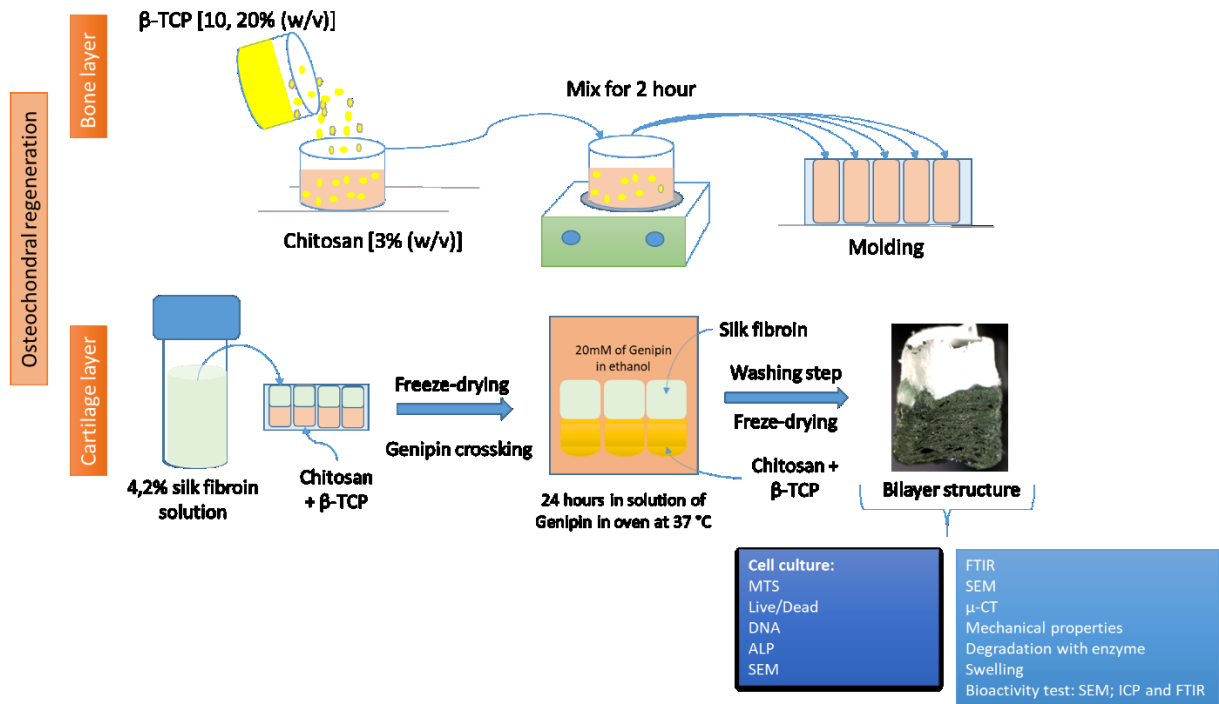 Osteochondral regeneration
Bone layer
β-TCP [10, 20% (w/v)]
Mix for 2 hour
Chitosan [3% (w/v)]
Molding
Cartilage layer
4,2% silk fibroin
solution
Chitosan
+ β-TCP
Freeze-drying
Genipin crossking
20mM of Genipin
in ethanol
24 hours in solution of
Genipin in oven at 37 °C
Silk fibroin
Washing step
Freze-drying
Chitosan +
β-TCP
Bilayer structure
Cell culture:
MTS
Live/Dead
DNA
ALP
SEM
FTIR
SEM
μ-CT
Mechanical properties
Degradation with enzyme
Swelling
Bioactivity test: SEM; ICP and FTIR